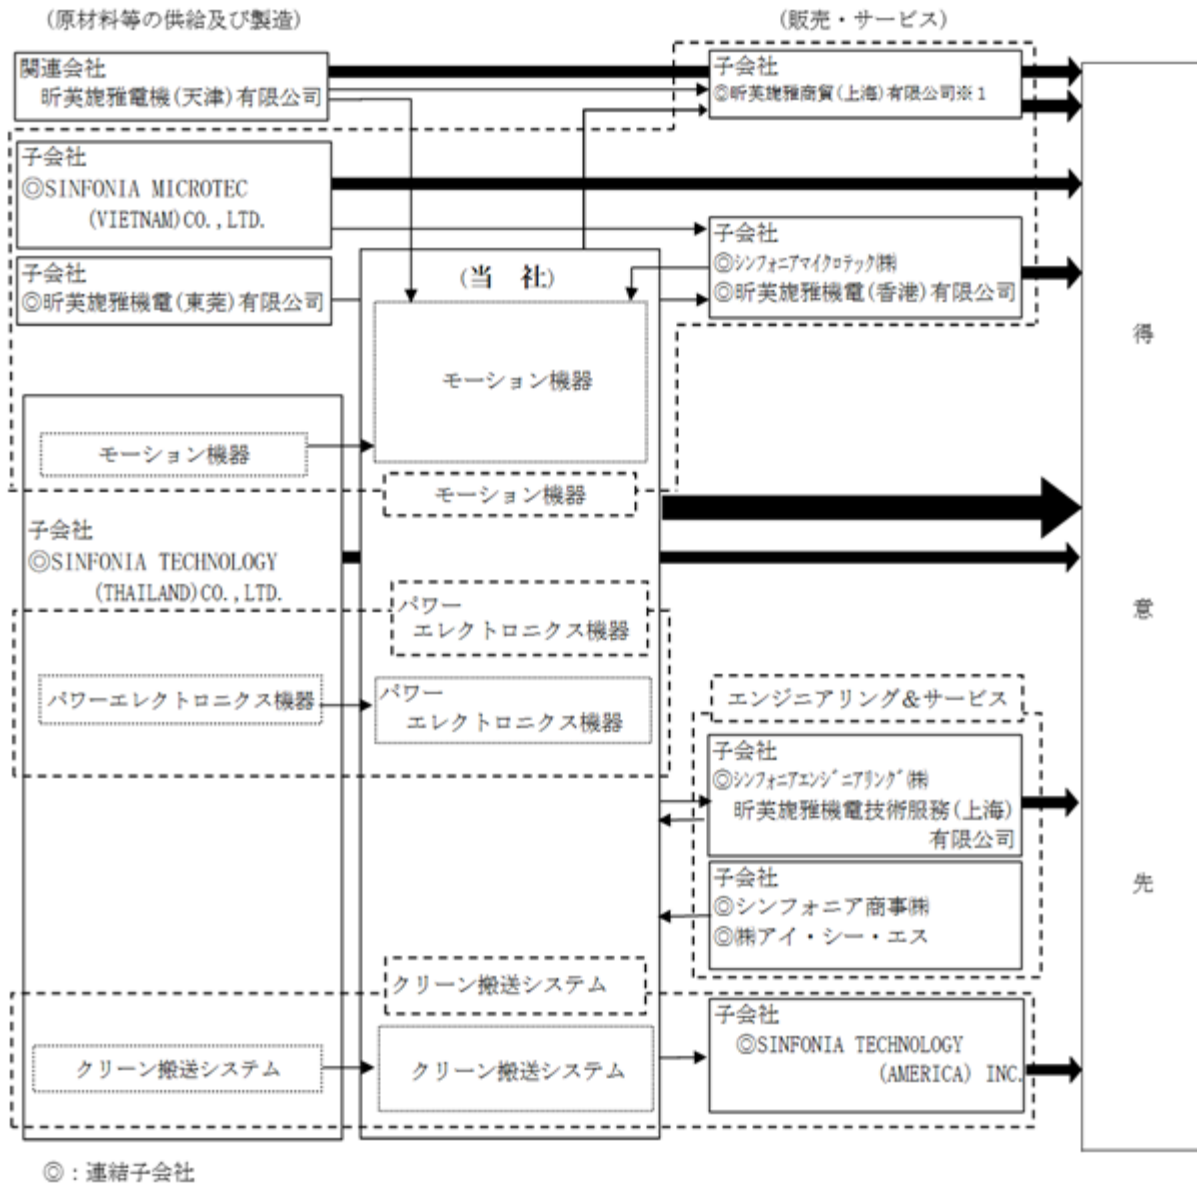 (原材料等の供給及び製造)
(販売・サービス)
関連会社
昕芙旎雅電機(天津)有限公司
子会社
◎昕芙旎雅商貿(上海)有限公司※1
子会社
◎SINFONIA MICROTEC
(VIETNAM)CO.,LTD.
子会社
◎シンフォニアマイクロテック㈱
◎昕芙旎雅機電(香港)有限公司
子会社
◎昕芙旎雅機電(東莞)有限公司
(当 社)
モーション機器
モーション機器
モーション機器
子会社
◎SINFONIA TECHNOLOGY
(THAILAND)CO.,LTD.
パワー
エレクトロニクス機器
パワーエレクトロニクス機器
パワー
エレクトロニクス機器
エンジニアリング&サービス
子会社
◎シンフォニアエンジニアリング㈱
昕芙旎雅機電技術服務(上海)
有限公司
子会社
◎シンフォニア商事㈱
◎㈱アイ・シー・エス
クリーン搬送システム
クリーン搬送システム
クリーン搬送システム
子会社
◎SINFONIA TECHNOLOGY
(AMERICA) INC.
得
意
先
◎:連結子会社